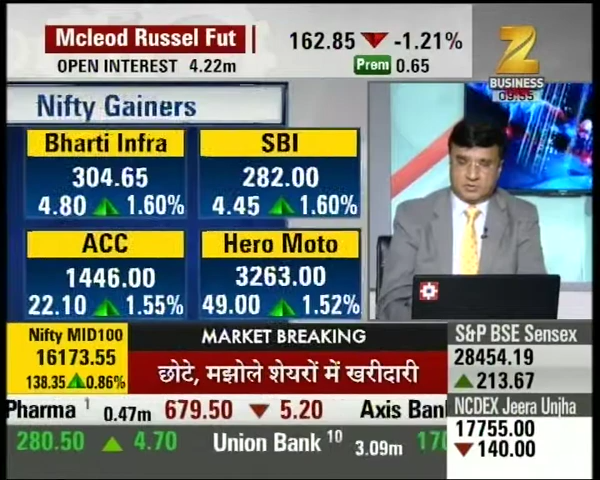 Mcleod Russel Fut
162.85 -1.21%
OPEN INTEREST 4.22m
Prem 0.65
Z
BUSINESS
09:55
Nifty Gainers
Bharti Infra
304.65
4.80 1.60%
SBI
282.00
4.45 1.60%
ACC
1446.00
22.10 1.55%
Hero Moto
3263.00
49.00 1.52%
Nifty MID100
16173.55
138.35 0.86%
MARKET BREAKING
छोटे, मझोले शेयरों में खरीदारी
S&P BSE Sensex
28454.19
213.67
NCDEX Jeera Unjha
17755.00
140.00
Pharma 1 0.47m 679.50 5.20 Axis Ban
280.50 4.70 Union Bank 10 3.09m 170